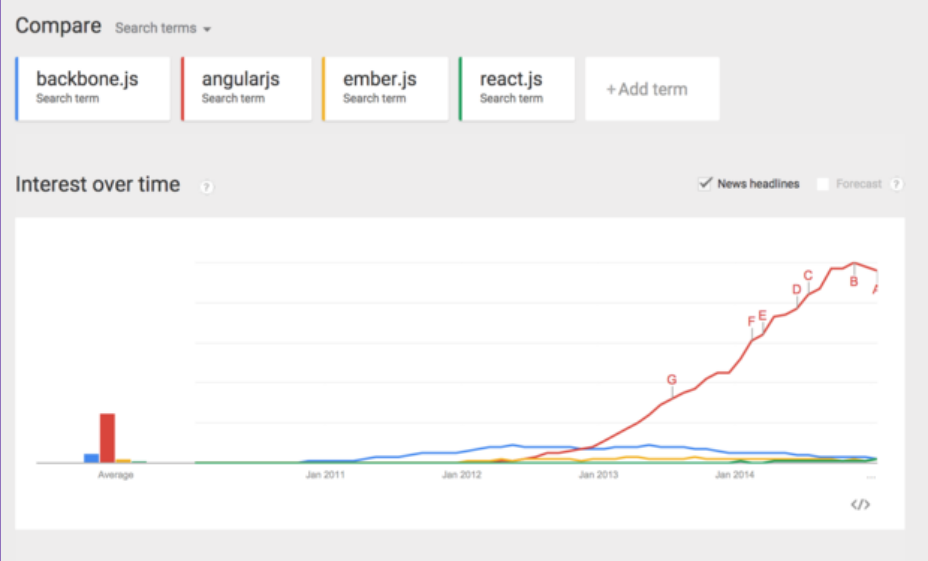 Compare Search terms
backbone.js angularjs ember.js react.js +Add term
Search term Search term Search term Search term
Interest over time ? News headlines Forecast ?
C
D B A
F E
G
Average Jan 2011 Jan 2012 Jan 2013 Jan 2014 ...
</>